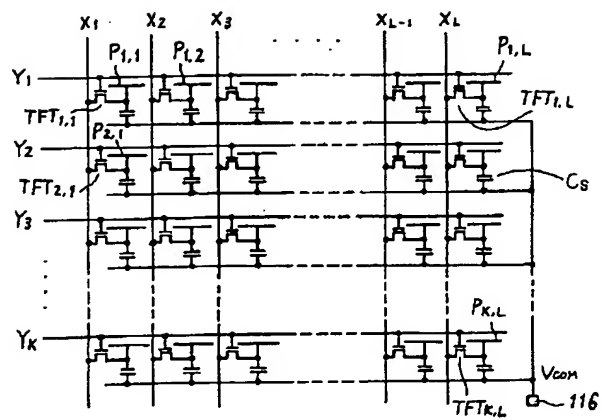 X1 X2 X3 XL-1 XL
P1,1 P1,2 P1,L
Y1
TFT1,1 TFT1,L
P2,1
Y2
TFT2,1 CS
Y3
PK,L
YK
VCOM
TFTK,L 116